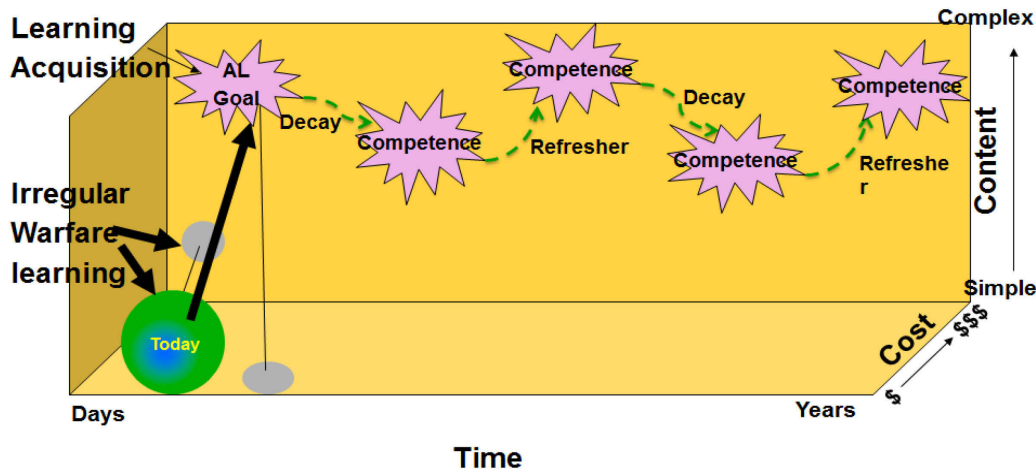 Learning
Acquisition
AL
Goal
Decay
Competence
Refresher
Competence
Decay
Competence
Refreshe
r
Competence
Complex
Content
Simple
Irregular
Warfare
learning
Today
Cost
$
$$$
Days
Years
Time